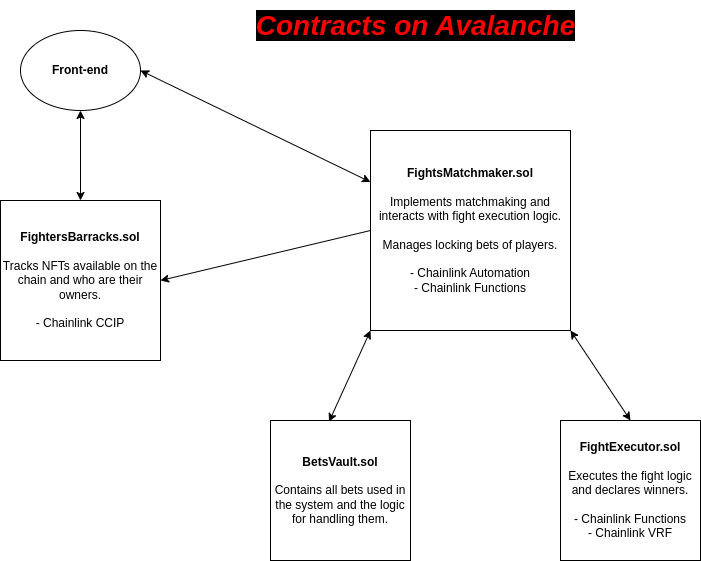 Contracts on Avalanche
Front-end
FightsMatchmaker.sol
Implements matchmaking and
interacts with fight execution logic.
Manages locking bets of players.
- Chainlink Automation
- Chainlink Functions
FightersBarracks.sol
Tracks NFTs available on the
chain and who are their
owners.
- Chainlink CCIP
BetsVault.sol
Contains all bets used in
the system and the logic
for handling them.
FightExecutor.sol
Executes the fight logic
and declares winners.
- Chainlink Functions
- Chainlink VRF